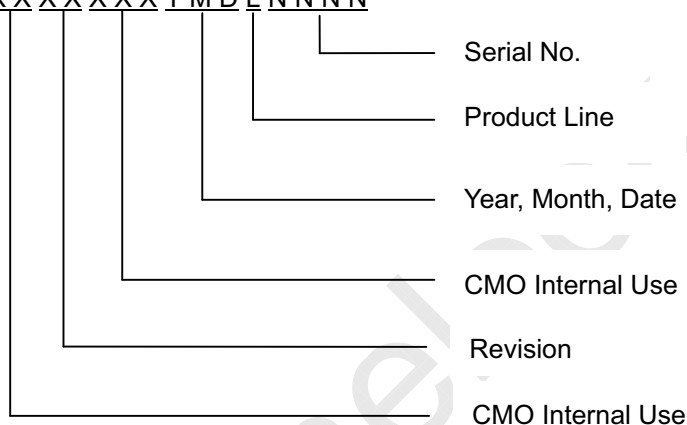 X X X X X X X Y M D L N N N N
Serial No.
Product Line
Year, Month, Date
CMO Internal Use
Revision
CMO Internal Use